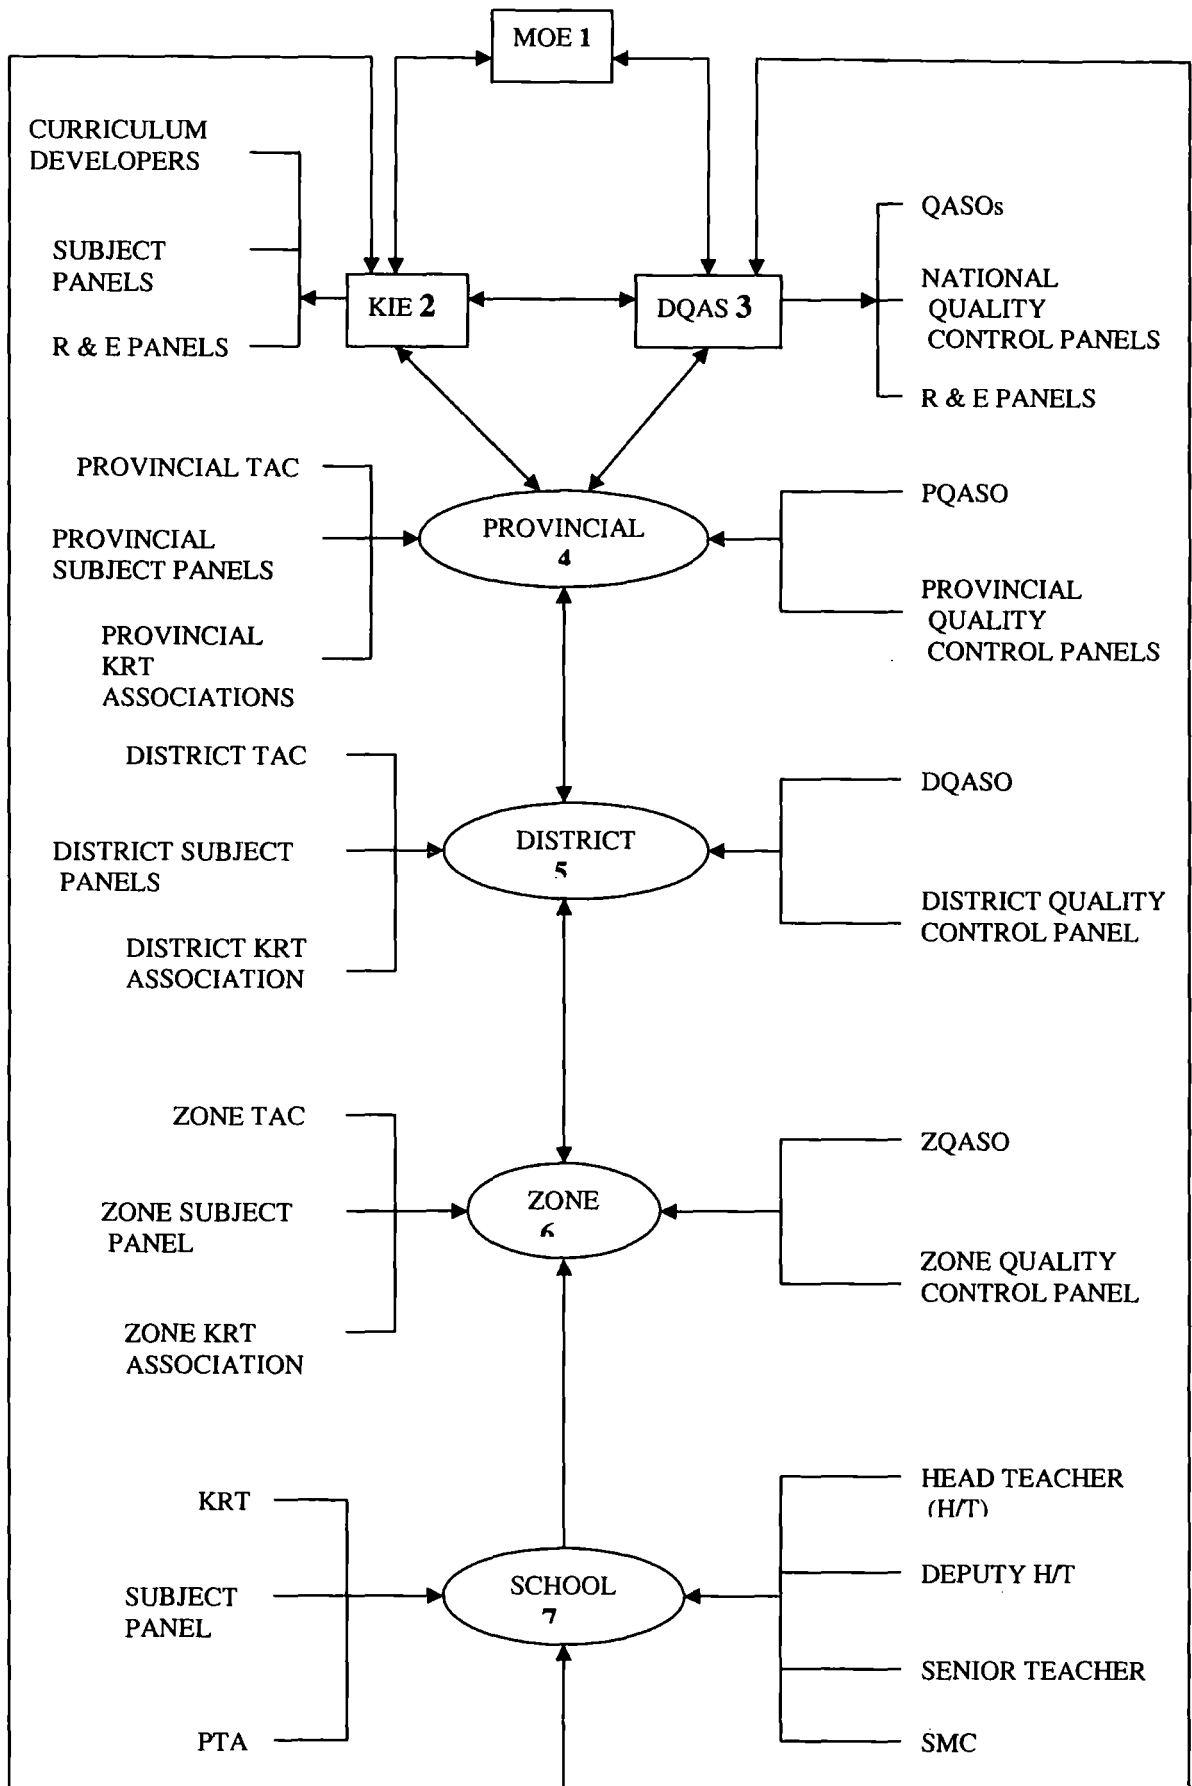 MOE 1
CURRICULUM
DEVELOPERS
SUBJECT
PANELS
R & E PANELS
KIE 2
DQAS 3
QASOs
NATIONAL
QUALITY
CONTROL PANELS
R & E PANELS
PROVINCIAL TAC
PROVINCIAL
SUBJECT PANELS
PROVINCIAL
KRT
ASSOCIATIONS
PROVINCIAL
4
PQASO
PROVINCIAL
QUALITY
CONTROL PANELS
DISTRICT TAC
DISTRICT SUBJECT
PANELS
DISTRICT KRT
ASSOCIATION
DISTRICT
5
DQASO
DISTRICT QUALITY
CONTROL PANEL
ZONE TAC
ZONE SUBJECT
PANEL
ZONE KRT
ASSOCIATION
ZONE
6
ZQASO
ZONE QUALITY
CONTROL PANEL
KRT
SUBJECT
PANEL
PTA
SCHOOL
7
HEAD TEACHER
(H/T)
DEPUTY H/T
SENIOR TEACHER
SMC